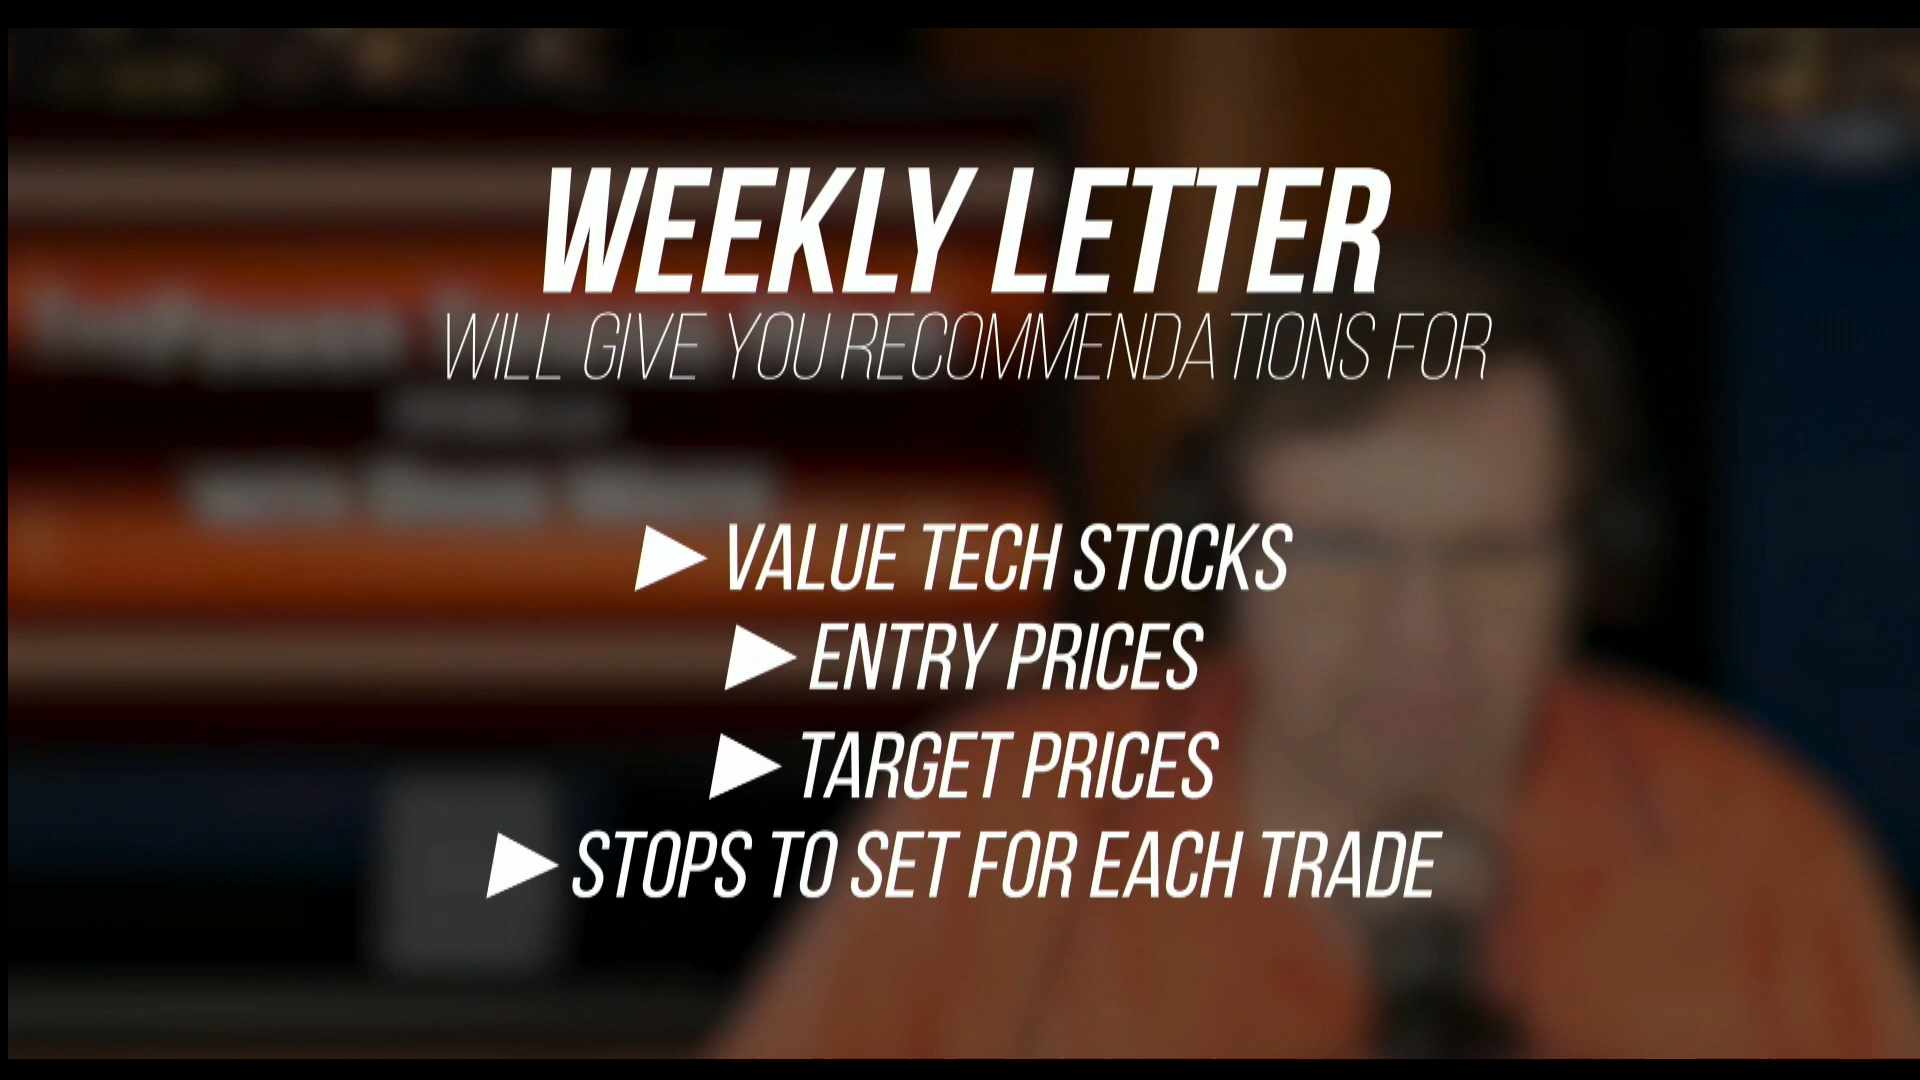 WEEKLY LETTER
WILL GIVE YOU RECOMMENDATIONS FOR
▶ VALUE TECH STOCKS
▶ ENTRY PRICES
▶ TARGET PRICES
▶ STOPS TO SET FOR EACH TRADE